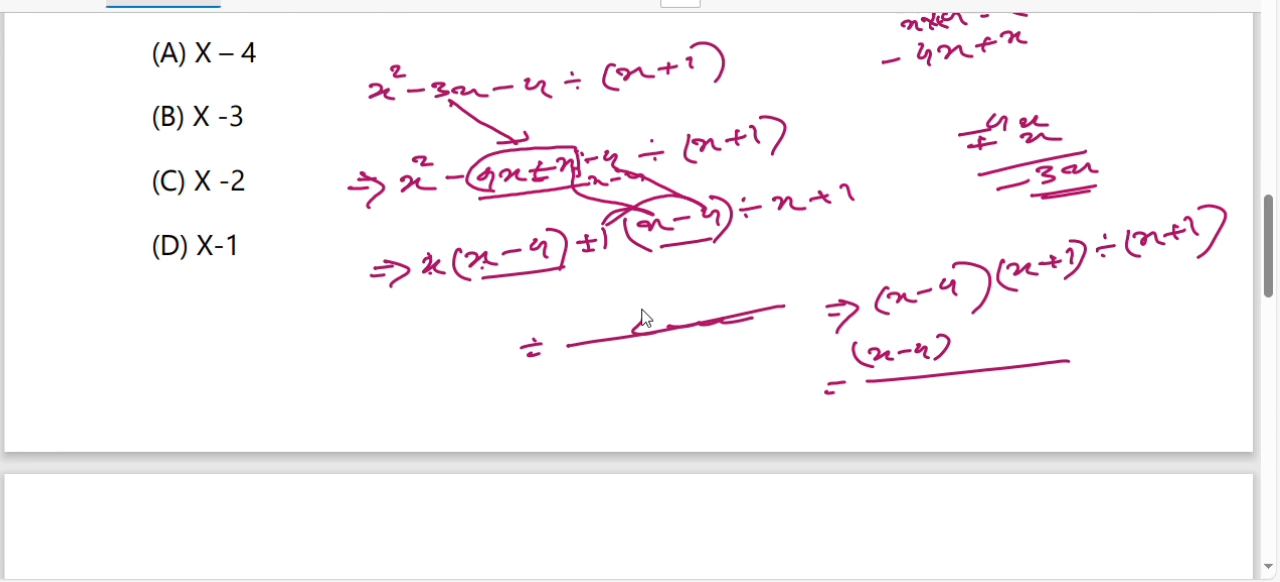 (A) X – 4
(B) X -3
(C) X -2
(D) X-1
- 4x + x
x² - 3x - 4 ÷ (x+1)
- 4x
+ x
- 3x
⇒ x² - 4x + x - 4 ÷ (x+1)
⇒ x(x-4) +1 (x-4) ÷ x+1
⇒ (x-4)(x+1) ÷ (x+1)
÷
(x-4)
=